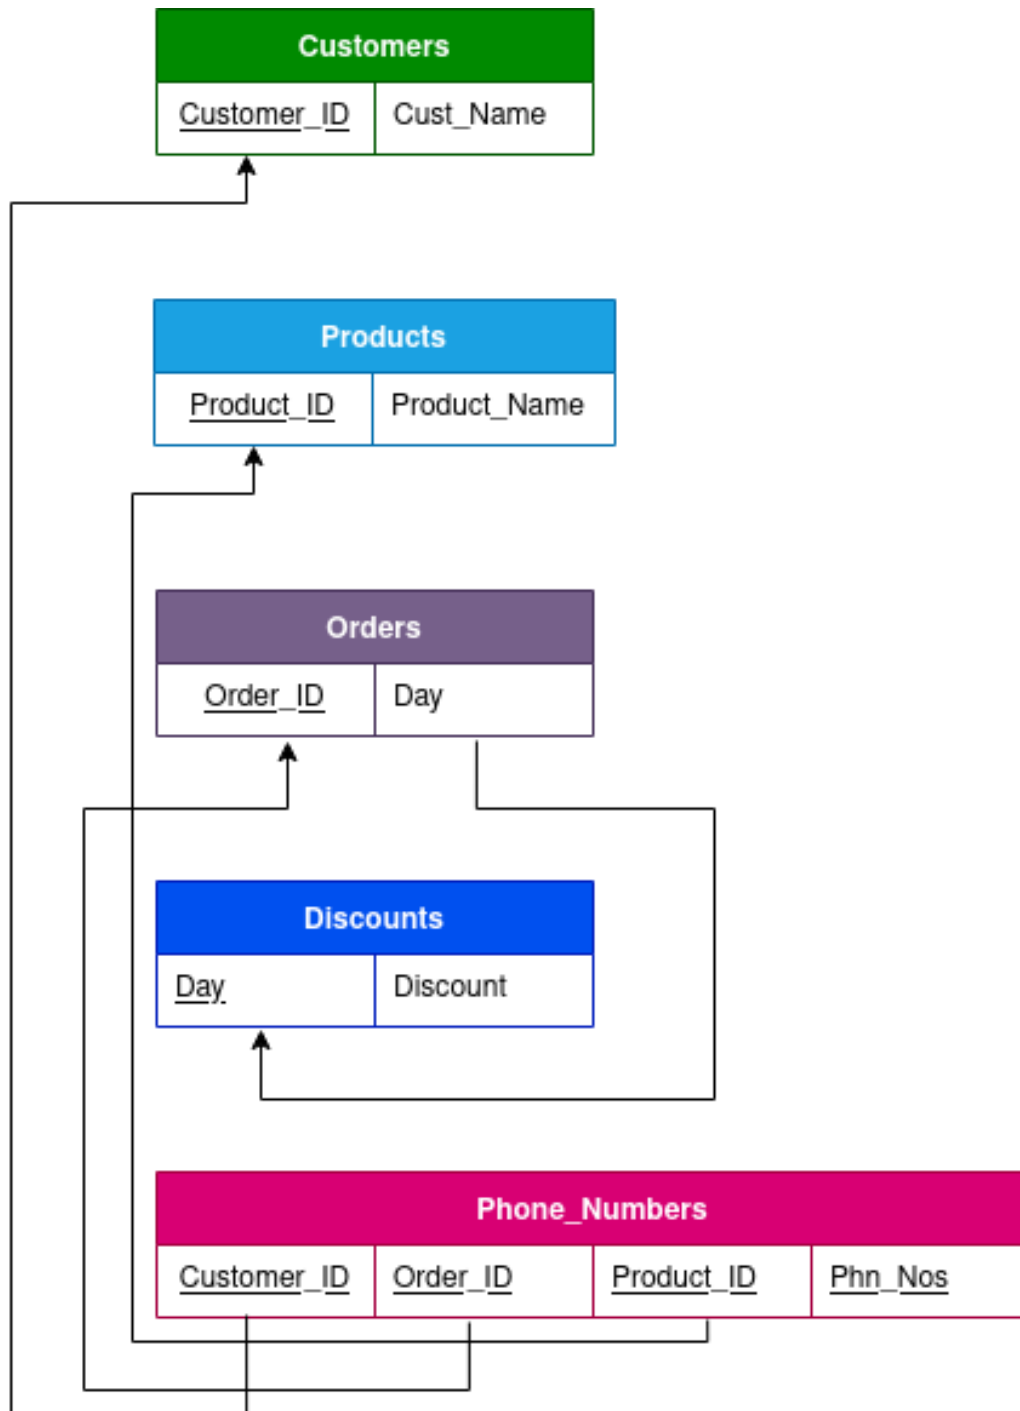 Customers
Customer_ID Cust_Name
Products
Product_ID Product_Name
Orders
Order_ID Day
Discounts
Day Discount
Phone_Numbers
Customer_ID Order_ID Product_ID Phn_Nos